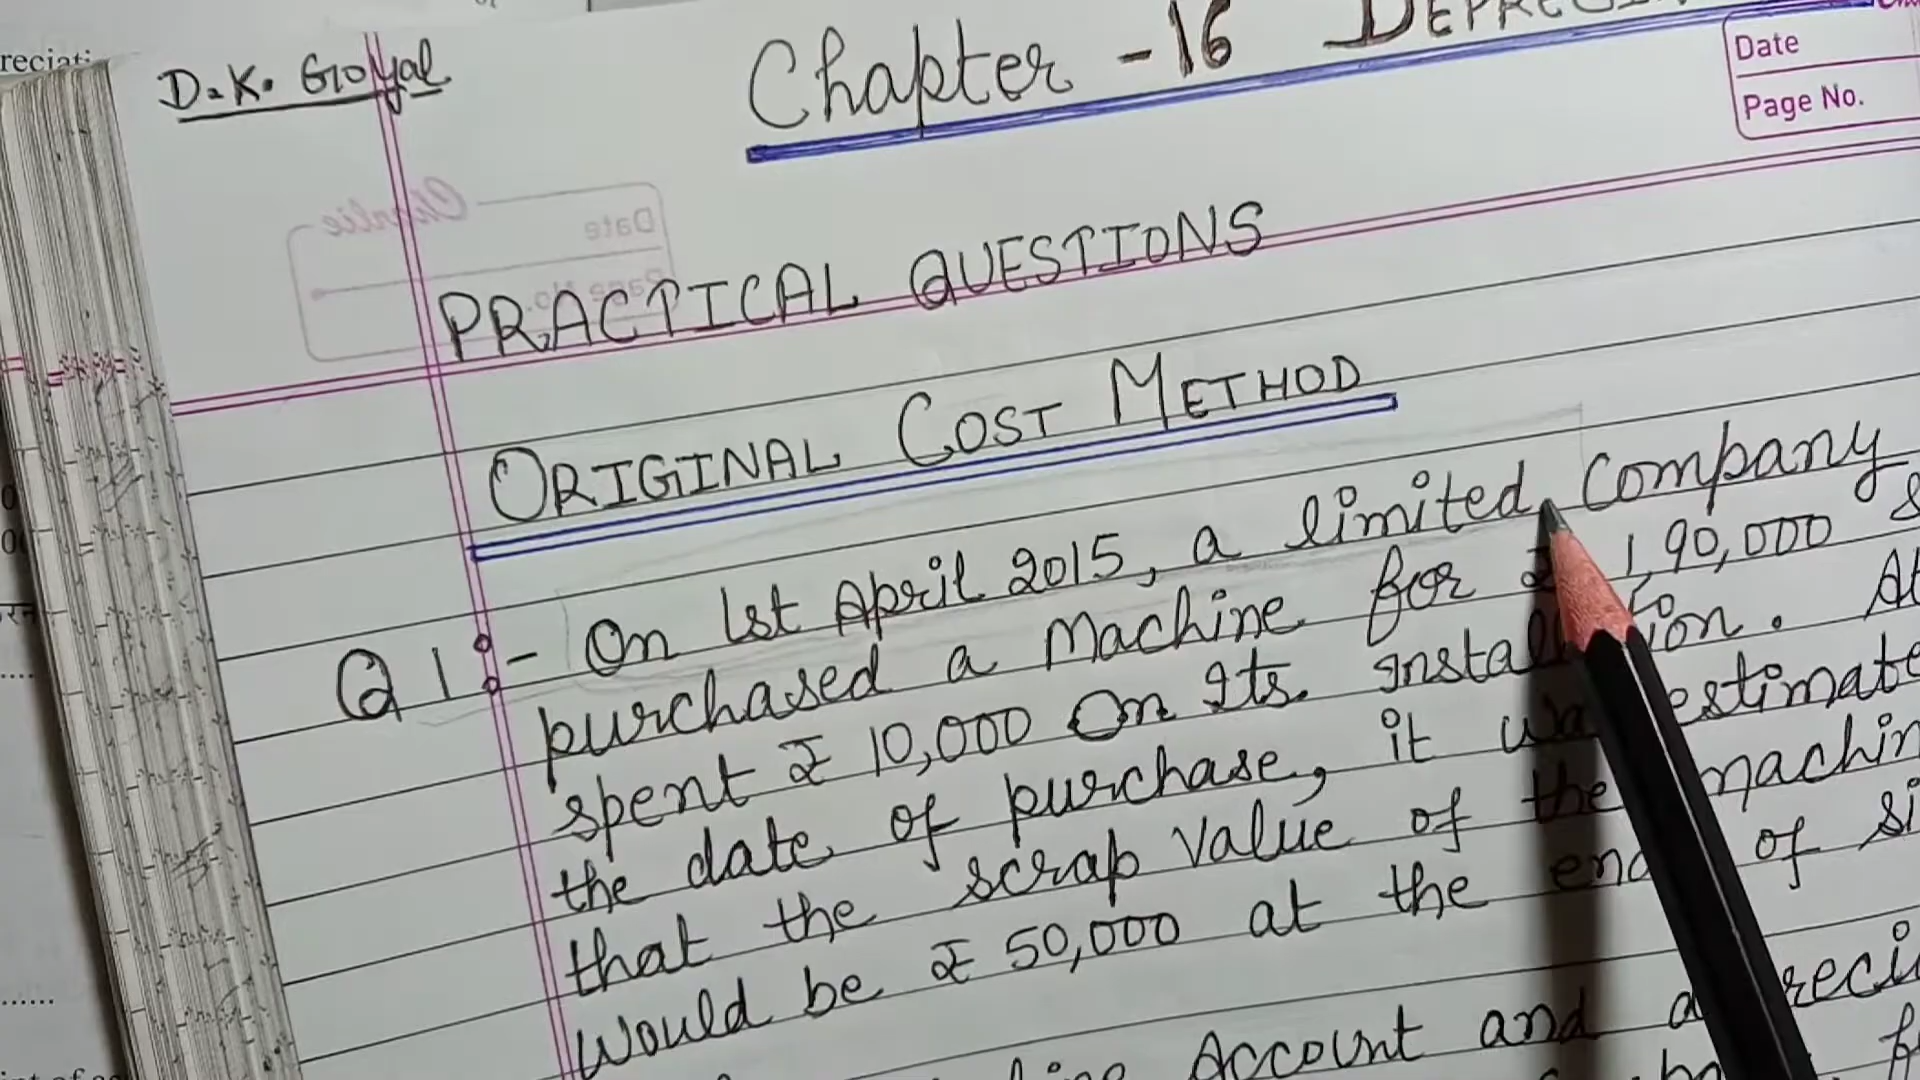 D.K. Goyal
Chapter -16
Date
Page No.
PRACTICAL QUESTIONS
ORIGINAL COST METHOD
Q1:- On 1st April 2015, a limited Company
purchased a Machine for ₹ 1,90,000
spent ₹ 10,000 On Its. At
the date of purchase, it
that the scrap value of the
Would be ₹ 50,000 at the of
Account and